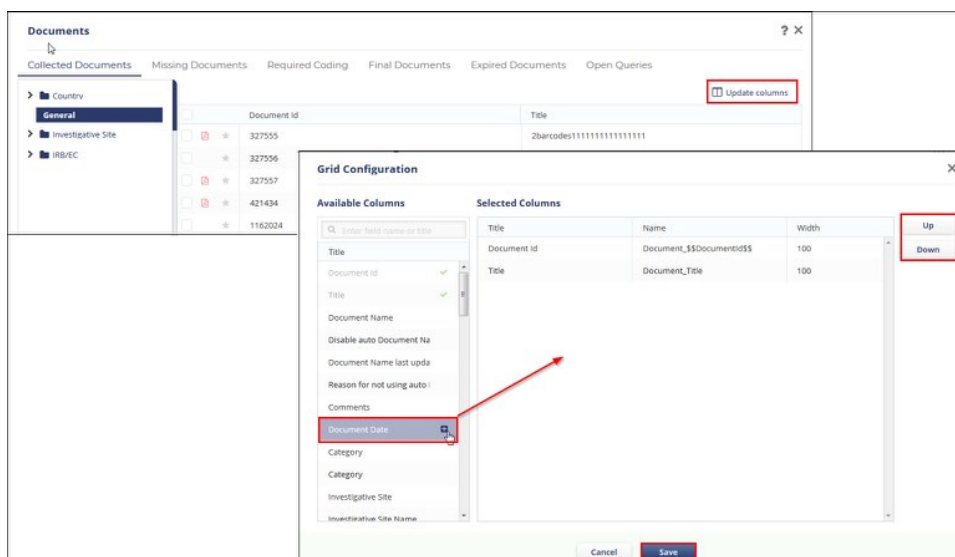 Documents
? ×
Collected Documents Missing Documents Required Coding Final Documents Expired Documents Open Queries
Update columns
Country
General
Investigative Site
IRB/EC
Document Id Title
327555 2barcodes1111111111111111
327556
327557
421434
1162024
Grid Configuration
Available Columns
Enter field name or title
Title
Document Id
Title
Document Name
Disable auto Document Na
Document Name last upda
Reason for not using auto
Comments
Document Date
Category
Category
Investigative Site
Investigative Site Name
Selected Columns
Title Name Width
Document Id Document_$$DocumentId$$ 100
Title Document_Title 100
Up
Down
Cancel Save